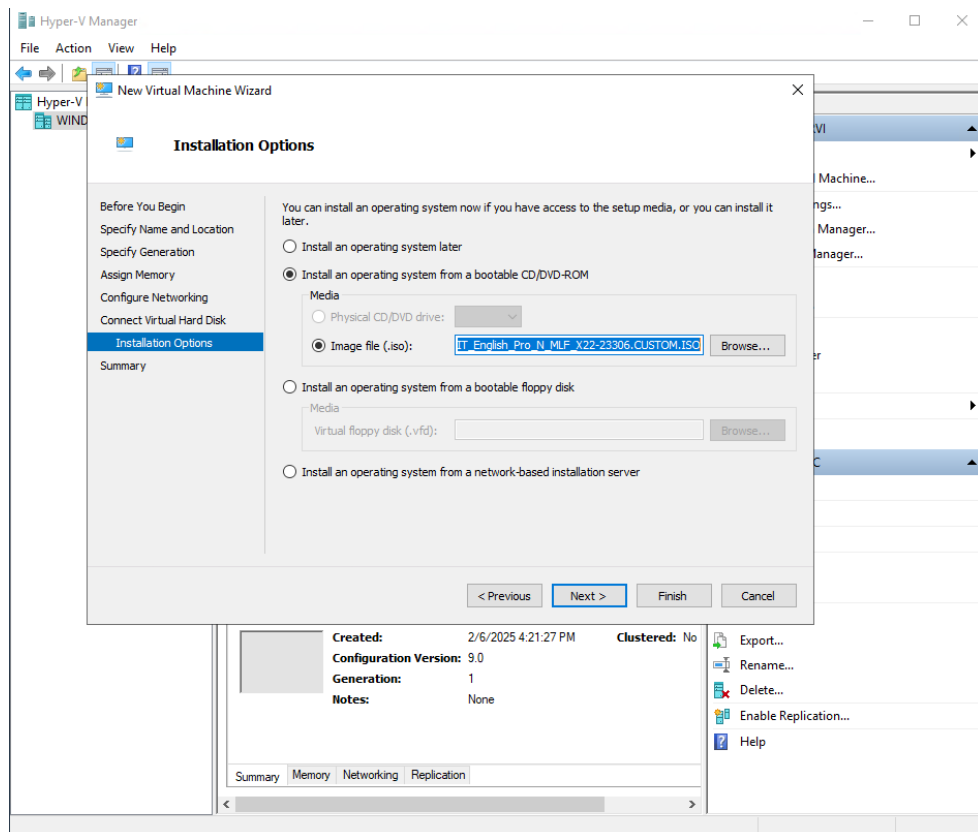 Hyper-V Manager
File Action View Help
Hyper-V
WIND
New Virtual Machine Wizard
Installation Options
Before You Begin
Specify Name and Location
Specify Generation
Assign Memory
Configure Networking
Connect Virtual Hard Disk
Installation Options
Summary
You can install an operating system now if you have access to the setup media, or you can install it
later.
Install an operating system later
Install an operating system from a bootable CD/DVD-ROM
Media
Physical CD/DVD drive:
Image file (.iso): IT_English_Pro_N_MLF_X22-23306.CUSTOM.ISO Browse...
Install an operating system from a bootable floppy disk
Media
Virtual floppy disk (.vfd): Browse...
Install an operating system from a network-based installation server
< Previous Next > Finish Cancel
Machine...
ngs...
Manager...
Manager...
er
Created: 2/6/2025 4:21:27 PM Clustered: No
Configuration Version: 9.0
Generation: 1
Notes: None
Summary Memory Networking Replication
Export...
Rename...
Delete...
Enable Replication...
Help